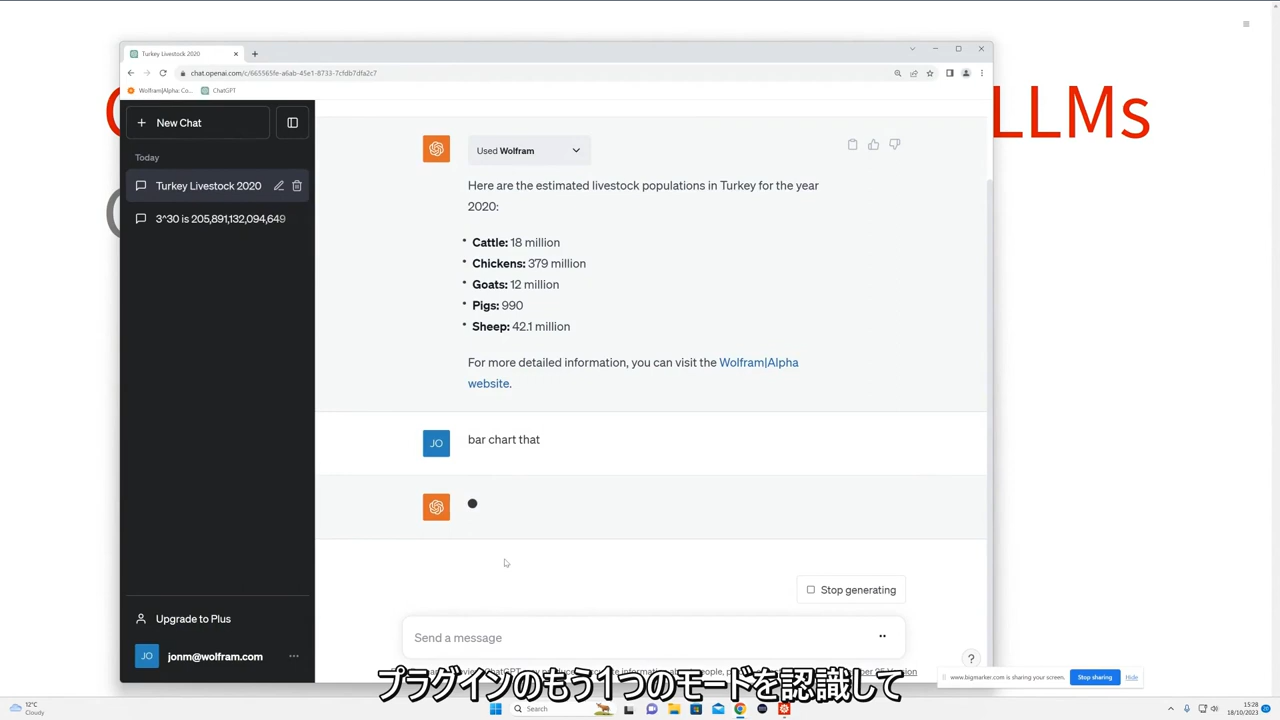 Turkey Livestock 2020
chat.openai.com/c/665565fe-a6ab-45e1-8733-7cfdb7fdd7a2c7
Wolfram|Alpha: Co...
ChatGPT
LLMs
New Chat
Today
Turkey Livestock 2020
3^30 is 205,891,132,094,649
Used Wolfram
Here are the estimated livestock populations in Turkey for the year
2020:
• Cattle: 18 million
• Chickens: 379 million
• Goats: 12 million
• Pigs: 990
• Sheep: 42.1 million
For more detailed information, you can visit the Wolfram|Alpha
website.
JO
bar chart that
Stop generating
Send a message
Upgrade to Plus
JO
jonm@wolfram.com
?
www.bigmarker.com is sharing your screen.
Stop sharing
Hide
プラグインのもう1つのモードを認識して
12°C
Cloudy
Search
15:28
18/10/2023